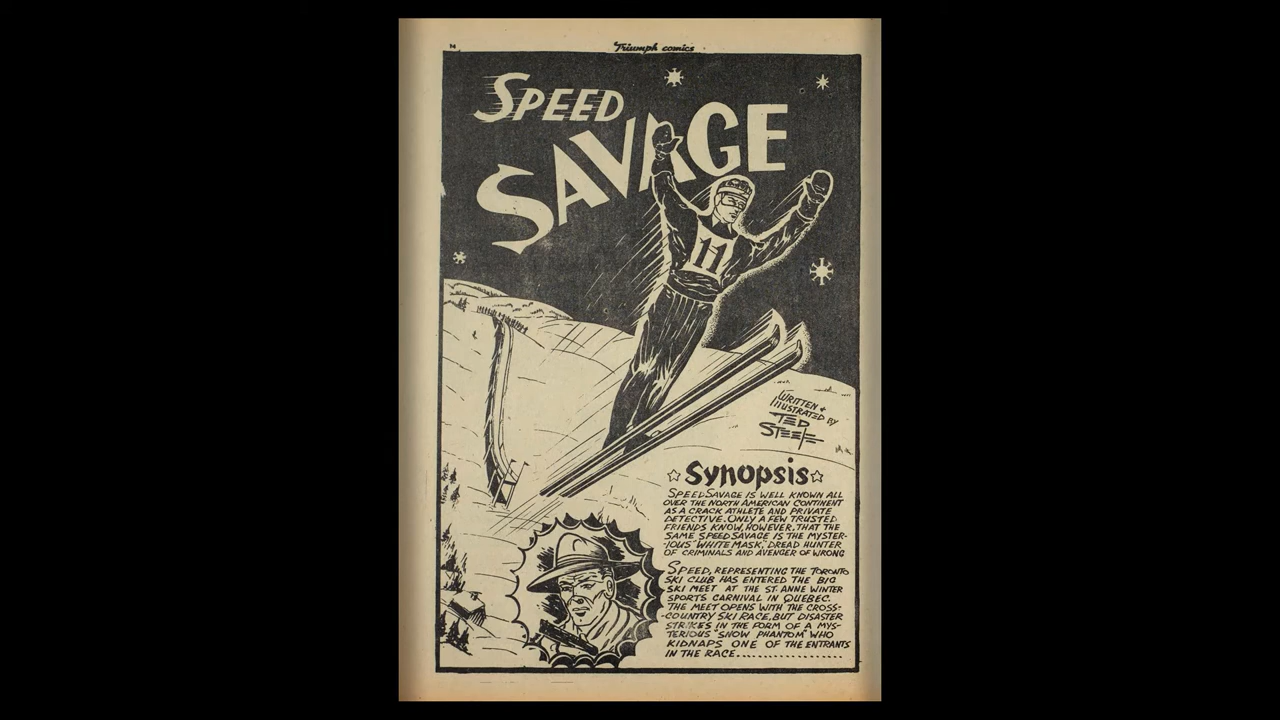 14
Triumph comics
SPEED
SAVAGE
11
WRITTEN +
ILLUSTRATED BY
TED
STEELE
SYNOPSIS
SPEED SAVAGE IS WELL KNOWN ALL
OVER THE NORTH AMERICAN CONTINENT
AS A CRACK ATHLETE AND PRIVATE
DETECTIVE. ONLY A FEW TRUSTED
FRIENDS KNOW, HOWEVER, THAT THE
SAME SPEED SAVAGE IS THE MYSTER-
IOUS "WHITE MASK," DREAD HUNTER
OF CRIMINALS AND AVENGER OF WRONG
SPEED, REPRESENTING THE TORONTO
SKI CLUB HAS ENTERED THE BIG
SKI MEET AT THE ST. ANNE WINTER
SPORTS CARNIVAL IN QUEBEC.
THE MEET OPENS WITH THE CROSS-
-COUNTRY SKI RACE, BUT DISASTER
STRIKES IN THE FORM OF A MYS-
TERIOUS "SNOW PHANTOM" WHO
KIDNAPS ONE OF THE ENTRANTS
IN THE RACE...............